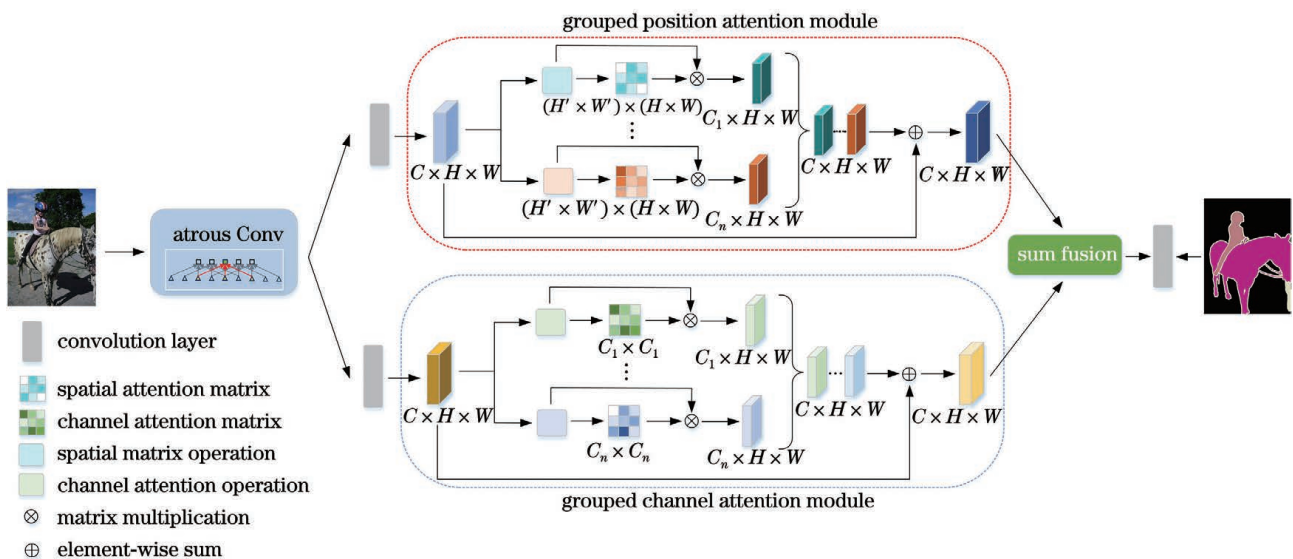 grouped position attention module
(H′ × W′) × (H × W)
C₁ × H × W
⋮
C × H × W
C × H × W
C × H × W
(H′ × W′) × (H × W)
Cₙ × H × W
atrous Conv
sum fusion
convolution layer
spatial attention matrix
channel attention matrix
spatial matrix operation
channel attention operation
matrix multiplication
element-wise sum
C₁ × C₁
C₁ × H × W
⋮
C × H × W
C × H × W
C × H × W
Cₙ × Cₙ
Cₙ × H × W
grouped channel attention module